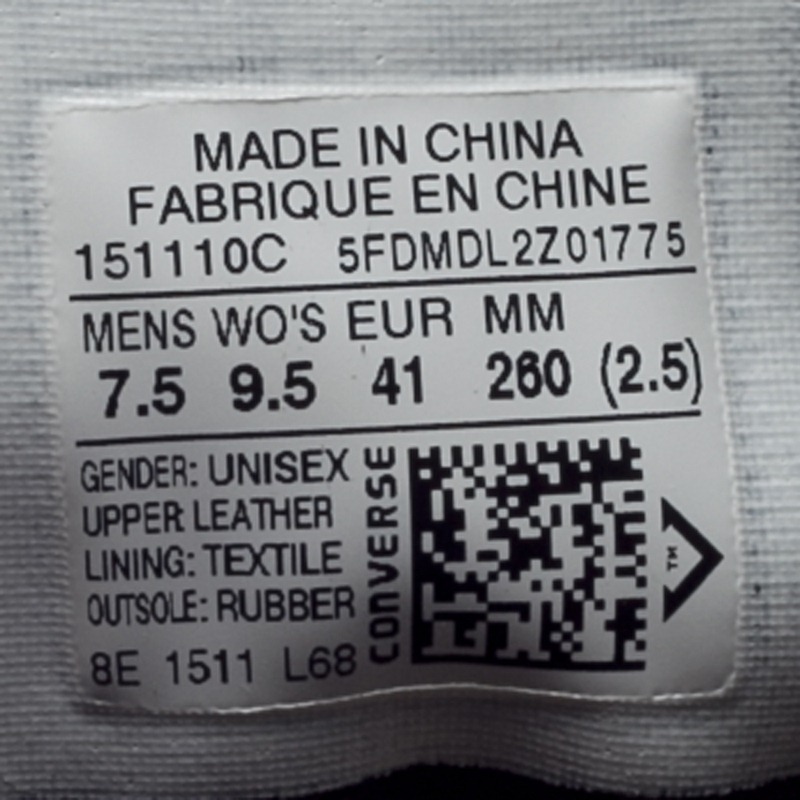 MADE IN CHINA
FABRIQUE EN CHINE
151110C 5FDMDL2Z01775
MENS WO'S EUR MM
7.5 9.5 41 260 (2.5)
GENDER: UNISEX
UPPER: LEATHER
LINING: TEXTILE
OUTSOLE: RUBBER
8E 1511 L68
CONVERSE
TM